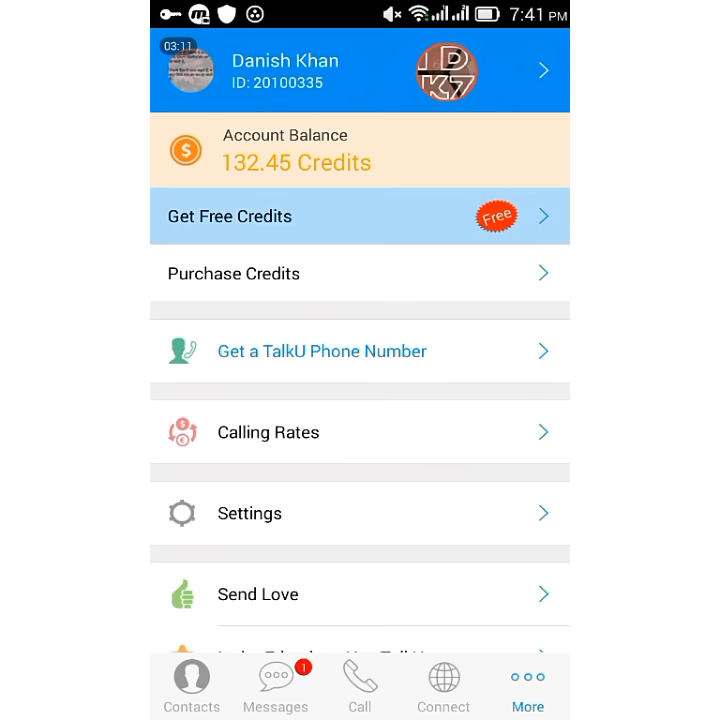 7:41 PM
03:11
Danish Khan
ID: 20100335
IDK7
Account Balance
132.45 Credits
Get Free Credits
Free
Purchase Credits
Get a TalkU Phone Number
Calling Rates
Settings
Send Love
1
Contacts
Messages
Call
Connect
More